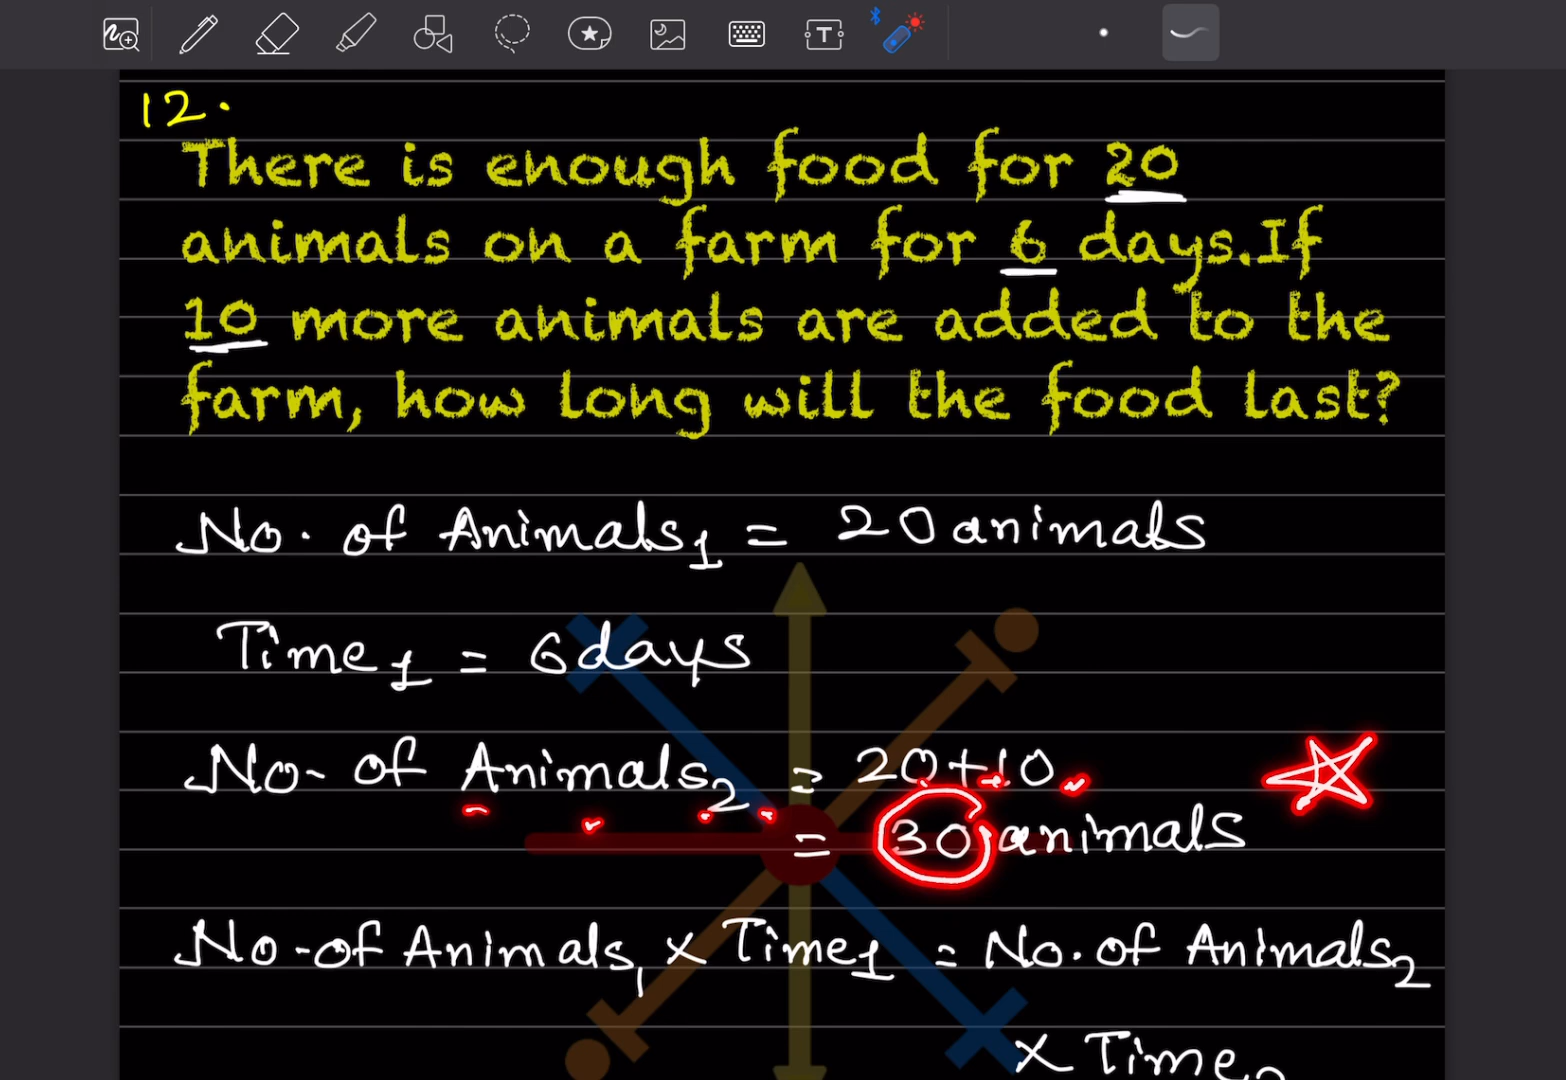 12.
There is enough food for 20
animals on a farm for 6 days.If
10 more animals are added to the
farm, how long will the food last?
No. of Animals₁ = 20 animals
Time₁ = 6 days
No- of Animals₂ = 20+10
= 30 animals
No-of Animals₁ x Time₁ = No. of Animals₂
x Time₂